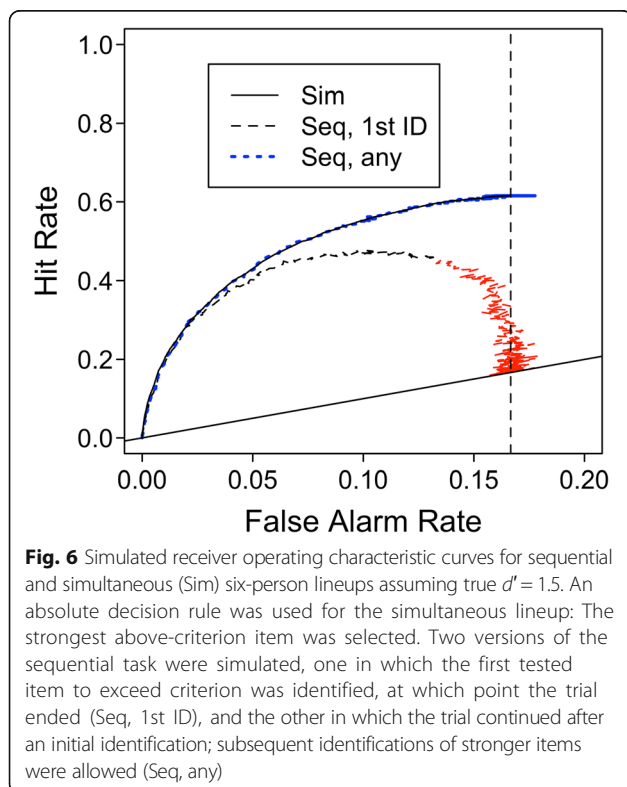 1.0
0.8
0.6
0.4
0.2
0.0
Hit Rate
Sim
Seq, 1st ID
Seq, any
0.00 0.05 0.10 0.15 0.20
False Alarm Rate
Fig. 6 Simulated receiver operating characteristic curves for sequential
and simultaneous (Sim) six-person lineups assuming true d′ = 1.5. An
absolute decision rule was used for the simultaneous lineup: The
strongest above-criterion item was selected. Two versions of the
sequential task were simulated, one in which the first tested
item to exceed criterion was identified, at which point the trial
ended (Seq, 1st ID), and the other in which the trial continued after
an initial identification; subsequent identifications of stronger items
were allowed (Seq, any)